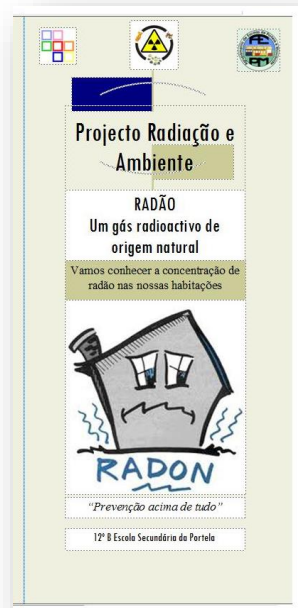 Projecto Radiação e
Ambiente
RADÃO
Um gás radioactivo de
origem natural
Vamos conhecer a concentração de
radão nas nossas habitações
RADON
“Prevenção acima de tudo”
12º B Escola Secundária da Portela